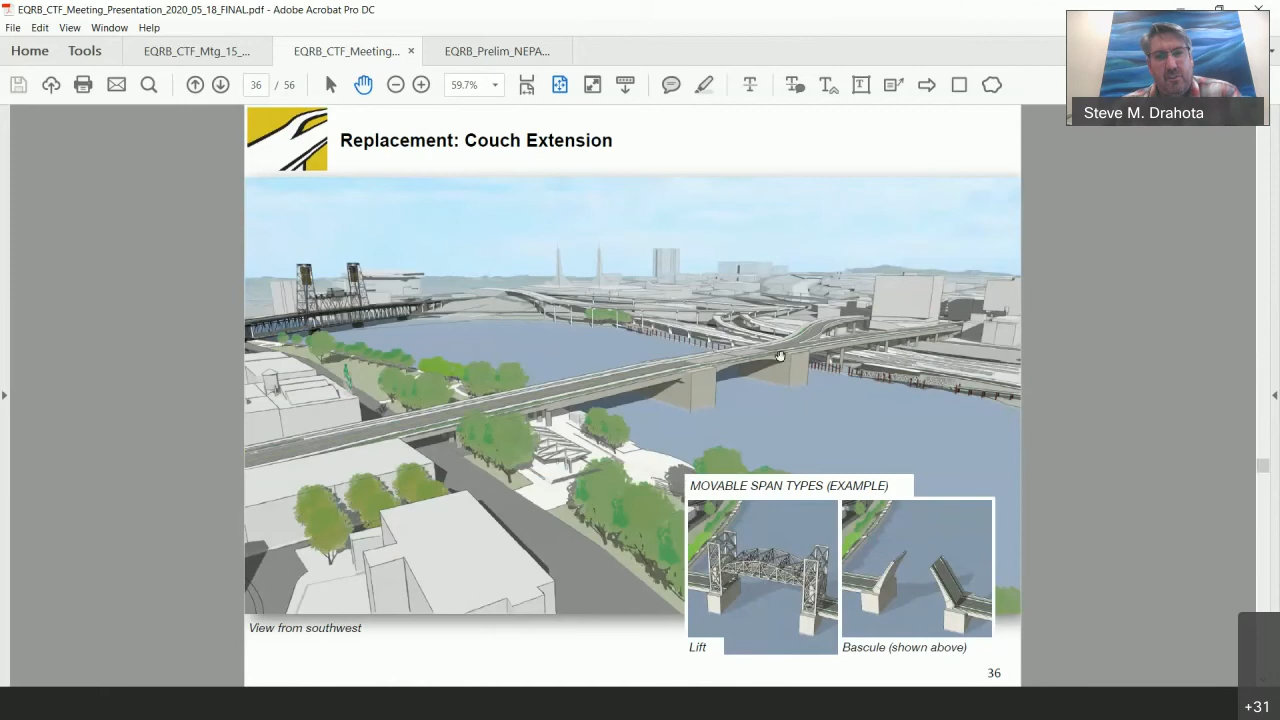 EQRB_CTF_Meeting_Presentation_2020_05_18_FINAL.pdf - Adobe Acrobat Pro DC
File Edit View Window Help
Home Tools EQRB_CTF_Mtg_15_... EQRB_CTF_Meeting... × EQRB_Prelim_NEPA...
36 / 56 59.7%
Steve M. Drahota
Replacement: Couch Extension
MOVABLE SPAN TYPES (EXAMPLE)
View from southwest
Lift
Bascule (shown above)
36
+31